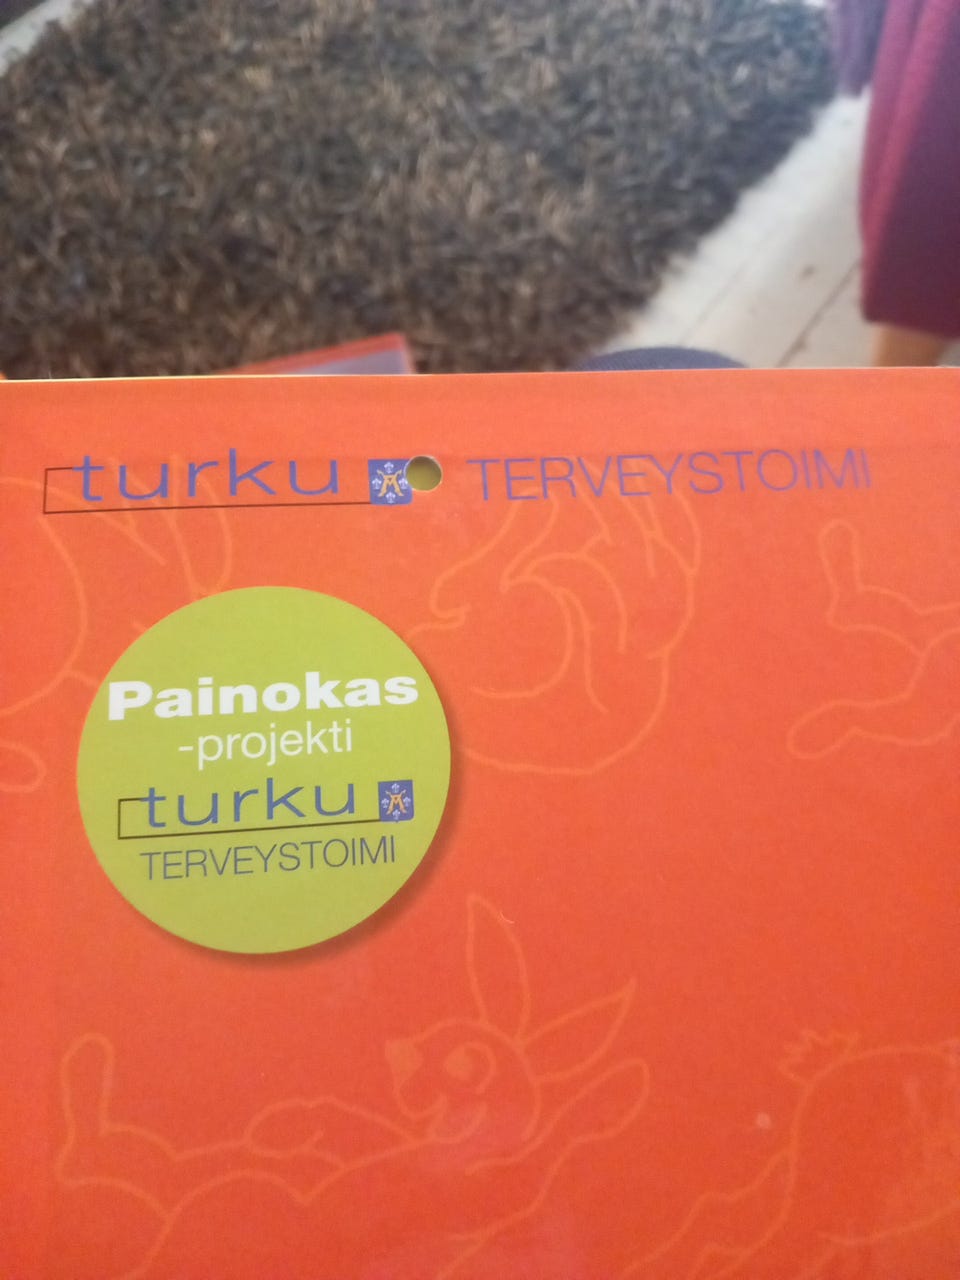 turku TERVEYSTOIMI
Painokas
-projekti
turku
TERVEYSTOIMI